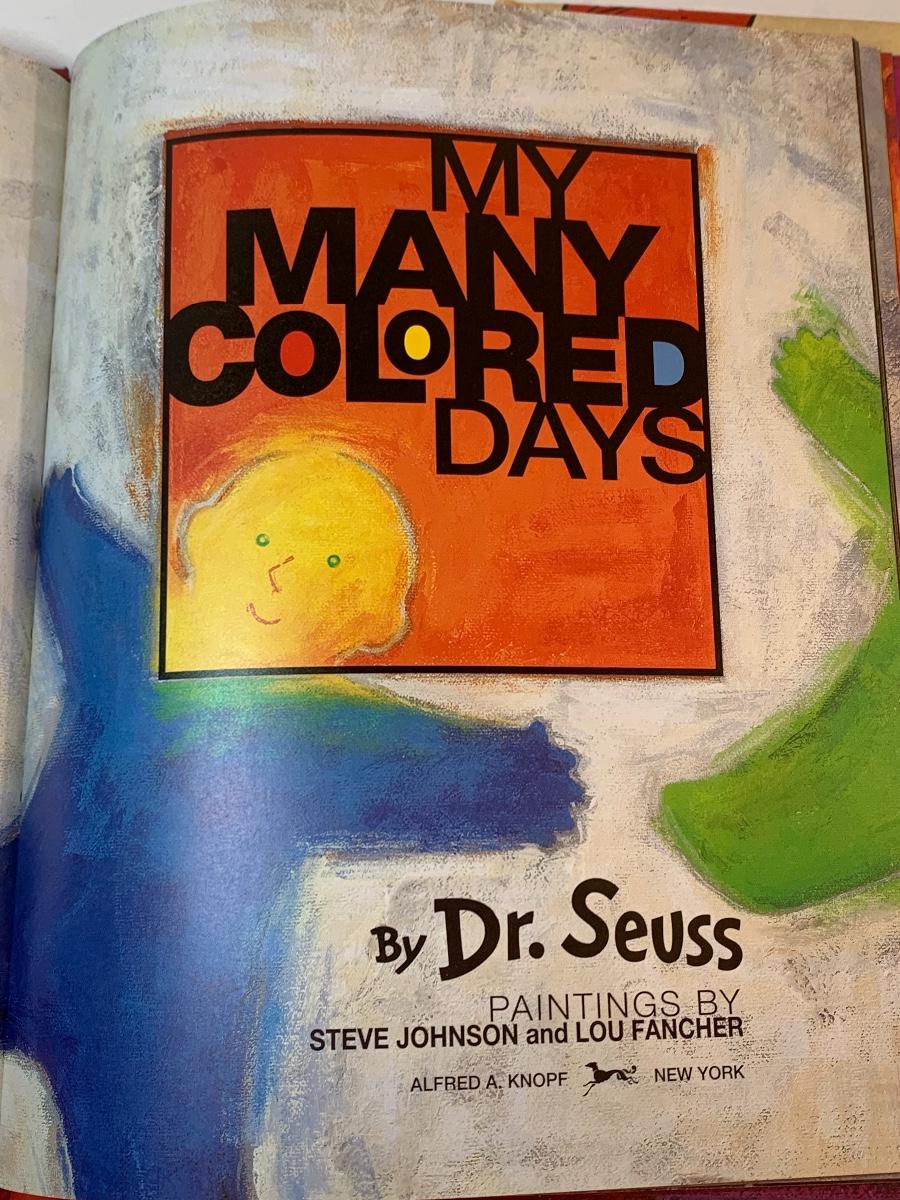 MY
MANY
COLORED
DAYS
By Dr. Seuss
PAINTINGS BY
STEVE JOHNSON and LOU FANCHER
ALFRED A. KNOPF NEW YORK